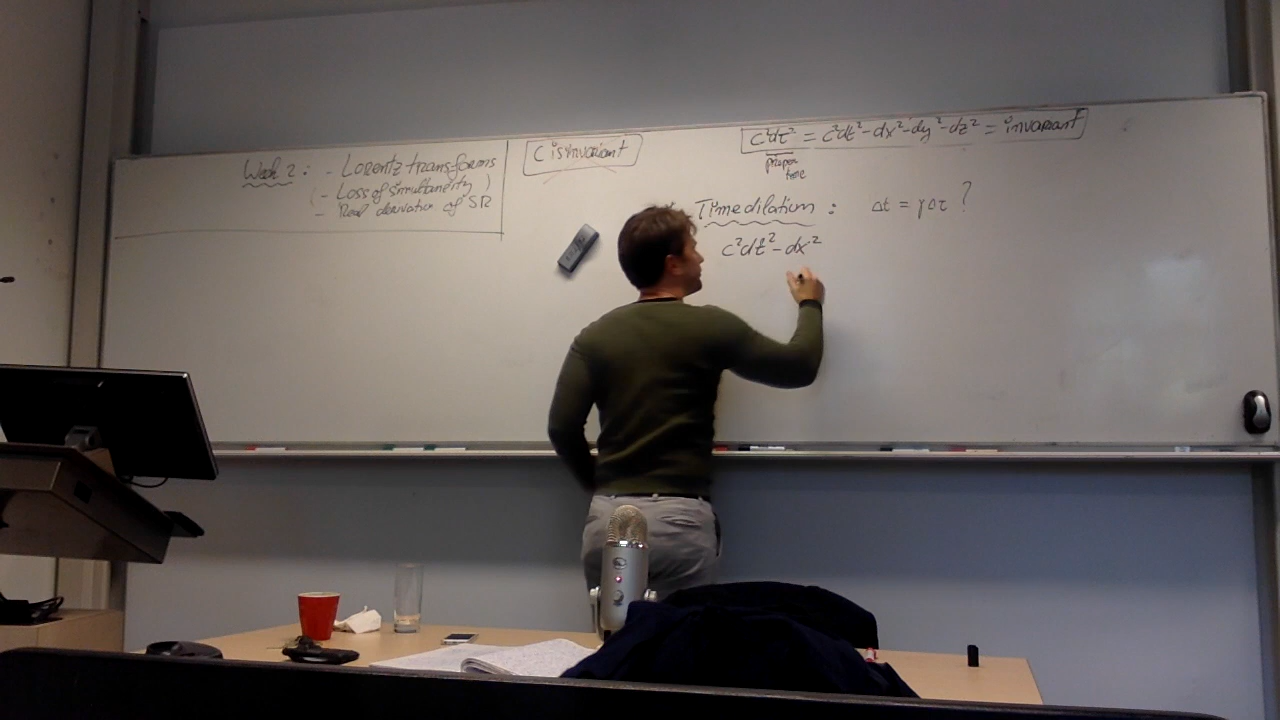 Week 2 : - Lorentz transforms
( - Loss of simultaneity )
- Real derivation of SR
C is invariant
c²dτ² = c²dt² - dx² - dy² - dz² = invariant
proper
time
Time dilation : Δt = γΔτ ?
c²dt² - dx²